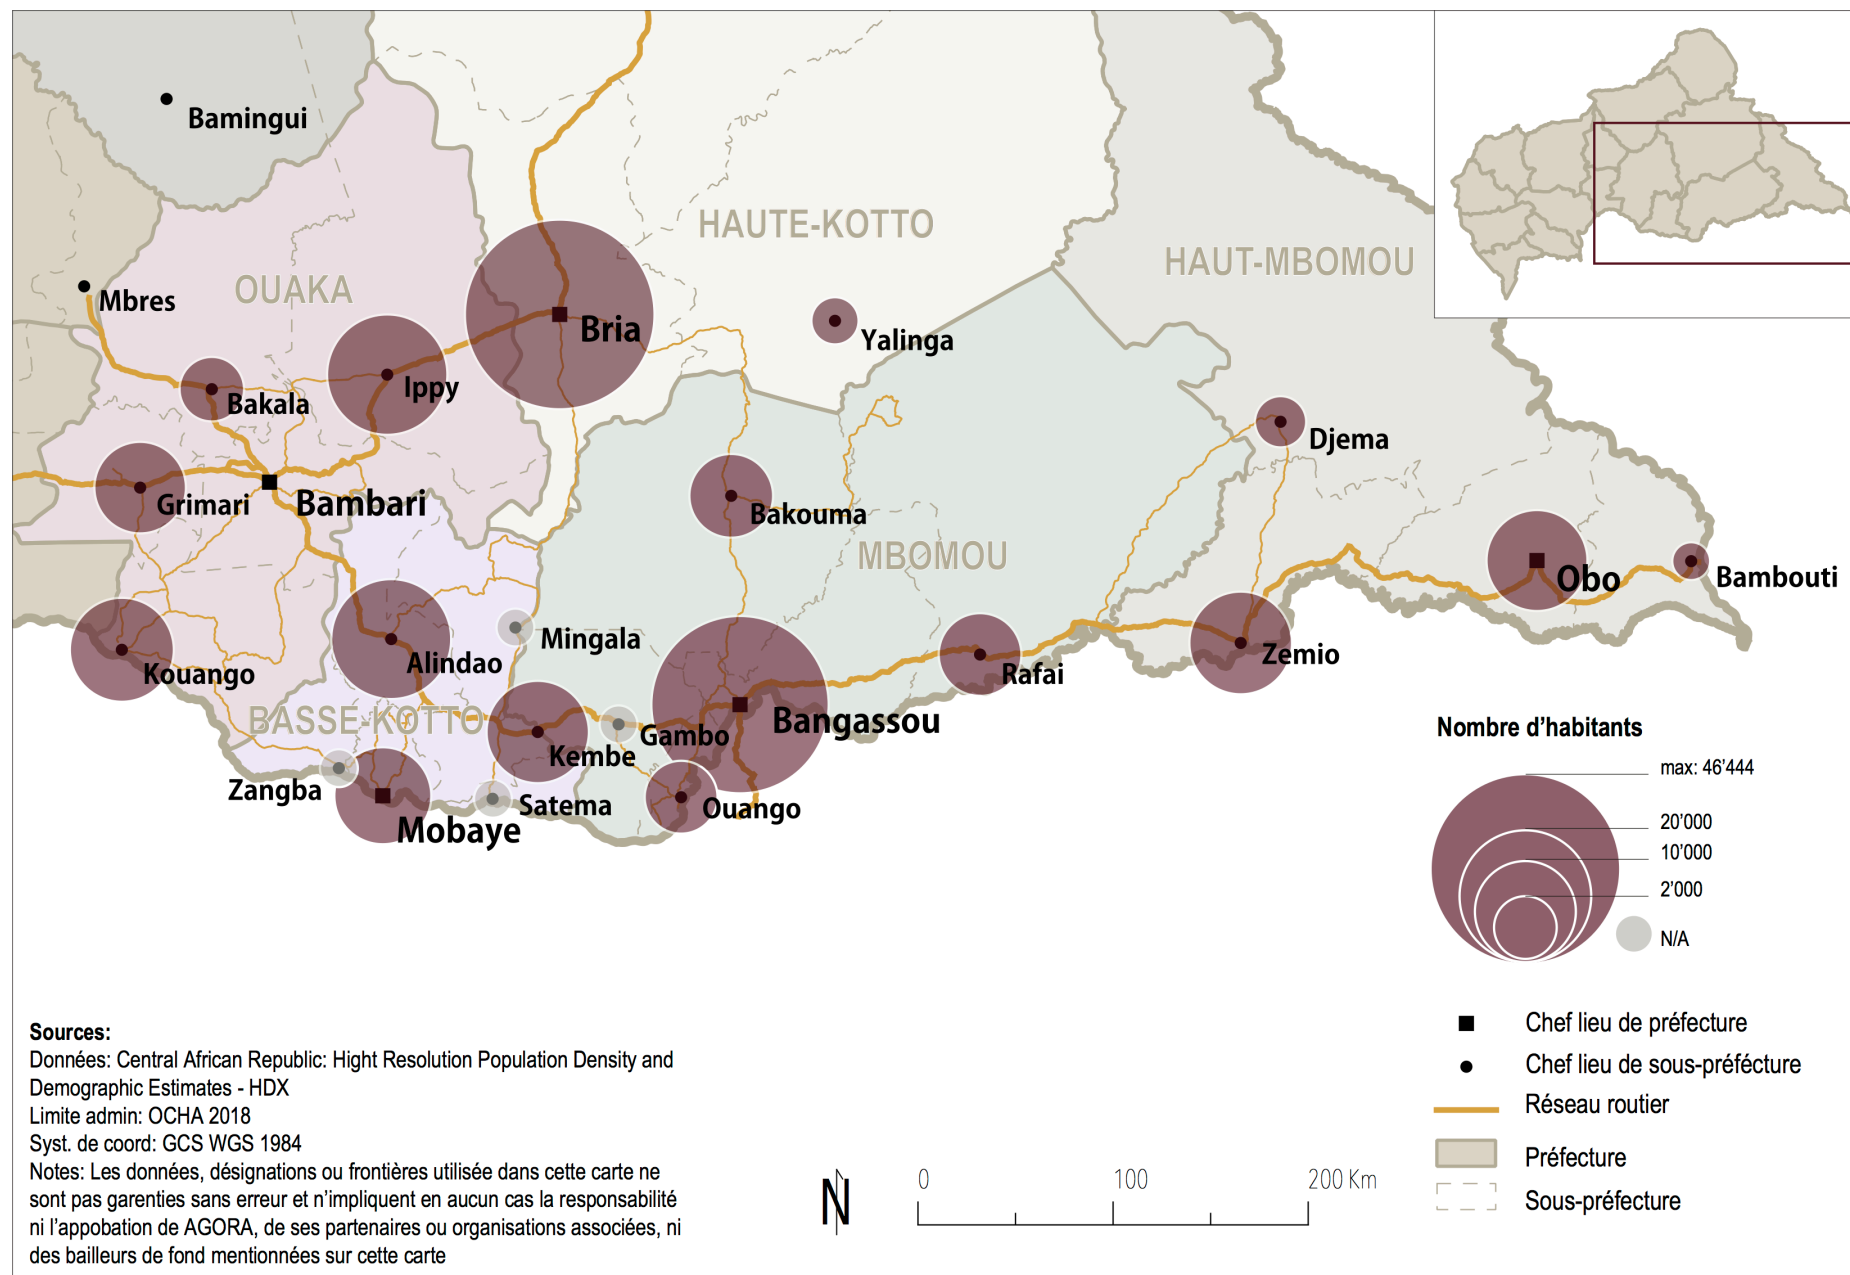 Bamingui
HAUTE-KOTTO
HAUT-MBOMOU
OUAKA
Mbres
Bria
Yalinga
Ippy
Bakala
Djema
Grimari
Bambari
Bakouma
MBOMOU
Obo
Bambouti
Mingala
Alindao
Zemio
Kouango
Rafai
BASSE-KOTTO
Bangassou
Gambo
Kembe
Zangba
Satema
Ouango
Mobaye
Nombre d’habitants
max: 46’444
20’000
10’000
2’000
N/A
Chef lieu de préfecture
Chef lieu de sous-préfécture
Réseau routier
Préfecture
Sous-préfecture
Sources:
Données: Central African Republic: Hight Resolution Population Density and
Demographic Estimates - HDX
Limite admin: OCHA 2018
Syst. de coord: GCS WGS 1984
Notes: Les données, désignations ou frontières utilisée dans cette carte ne
sont pas garenties sans erreur et n’impliquent en aucun cas la responsabilité
ni l’appobation de AGORA, de ses partenaires ou organisations associées, ni
des bailleurs de fond mentionnées sur cette carte
N
0 100 200 Km